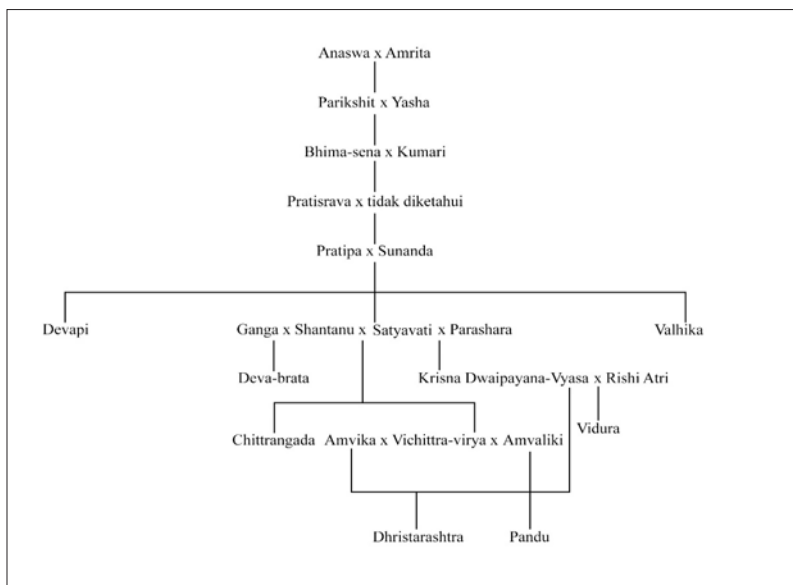 Anaswa x Amrita
Parikshit x Yasha
Bhima-sena x Kumari
Pratisrava x tidak diketahui
Pratipa x Sunanda
Devapi
Ganga x Shantanu x Satyavati x Parashara
Valhika
Deva-brata
Krisna Dwaipayana-Vyasa x Rishi Atri
Chittrangada
Amvika x Vichittra-virya x Amvaliki
Vidura
Dhristarashtra
Pandu